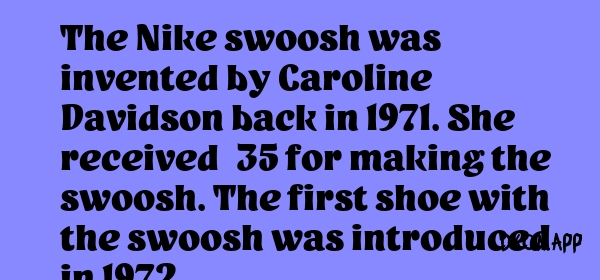 The Nike swoosh was
invented by Caroline
Davidson back in 1971. She
received 35 for making the
swoosh. The first shoe with
the swoosh was introduced
in 1972